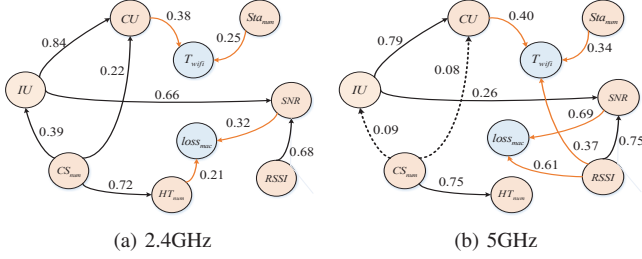 CU
0.38
Sta_num
0.84
0.25
T_wifi
0.22
IU
0.66
SNR
0.32
0.39
loss_mac
0.68
CS_num
0.72
HT_num
0.21
RSSI
(a) 2.4GHz
CU
0.40
Sta_num
0.79
0.34
T_wifi
0.08
IU
0.26
SNR
0.69
0.09
loss_mac
0.37
0.75
CS_num
0.61
0.75
HT_num
RSSI
(b) 5GHz